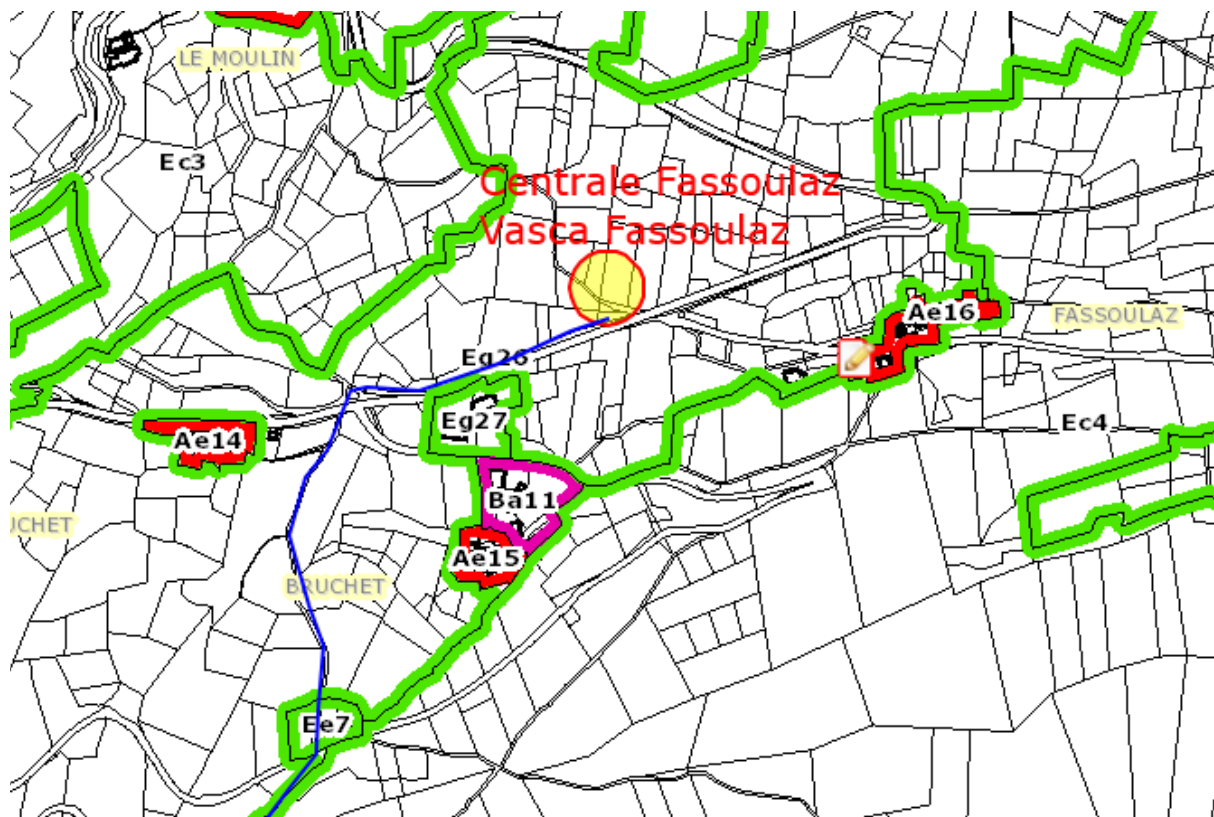 LE MOULIN
Ec3
Centrale Fassoulaz
Vasca Fassoulaz
Ae16
FASSOULAZ
Eg26
Eg27
Ec4
Ae14
Ba11
UCHET
Ae15
BRUCHET
Ee7